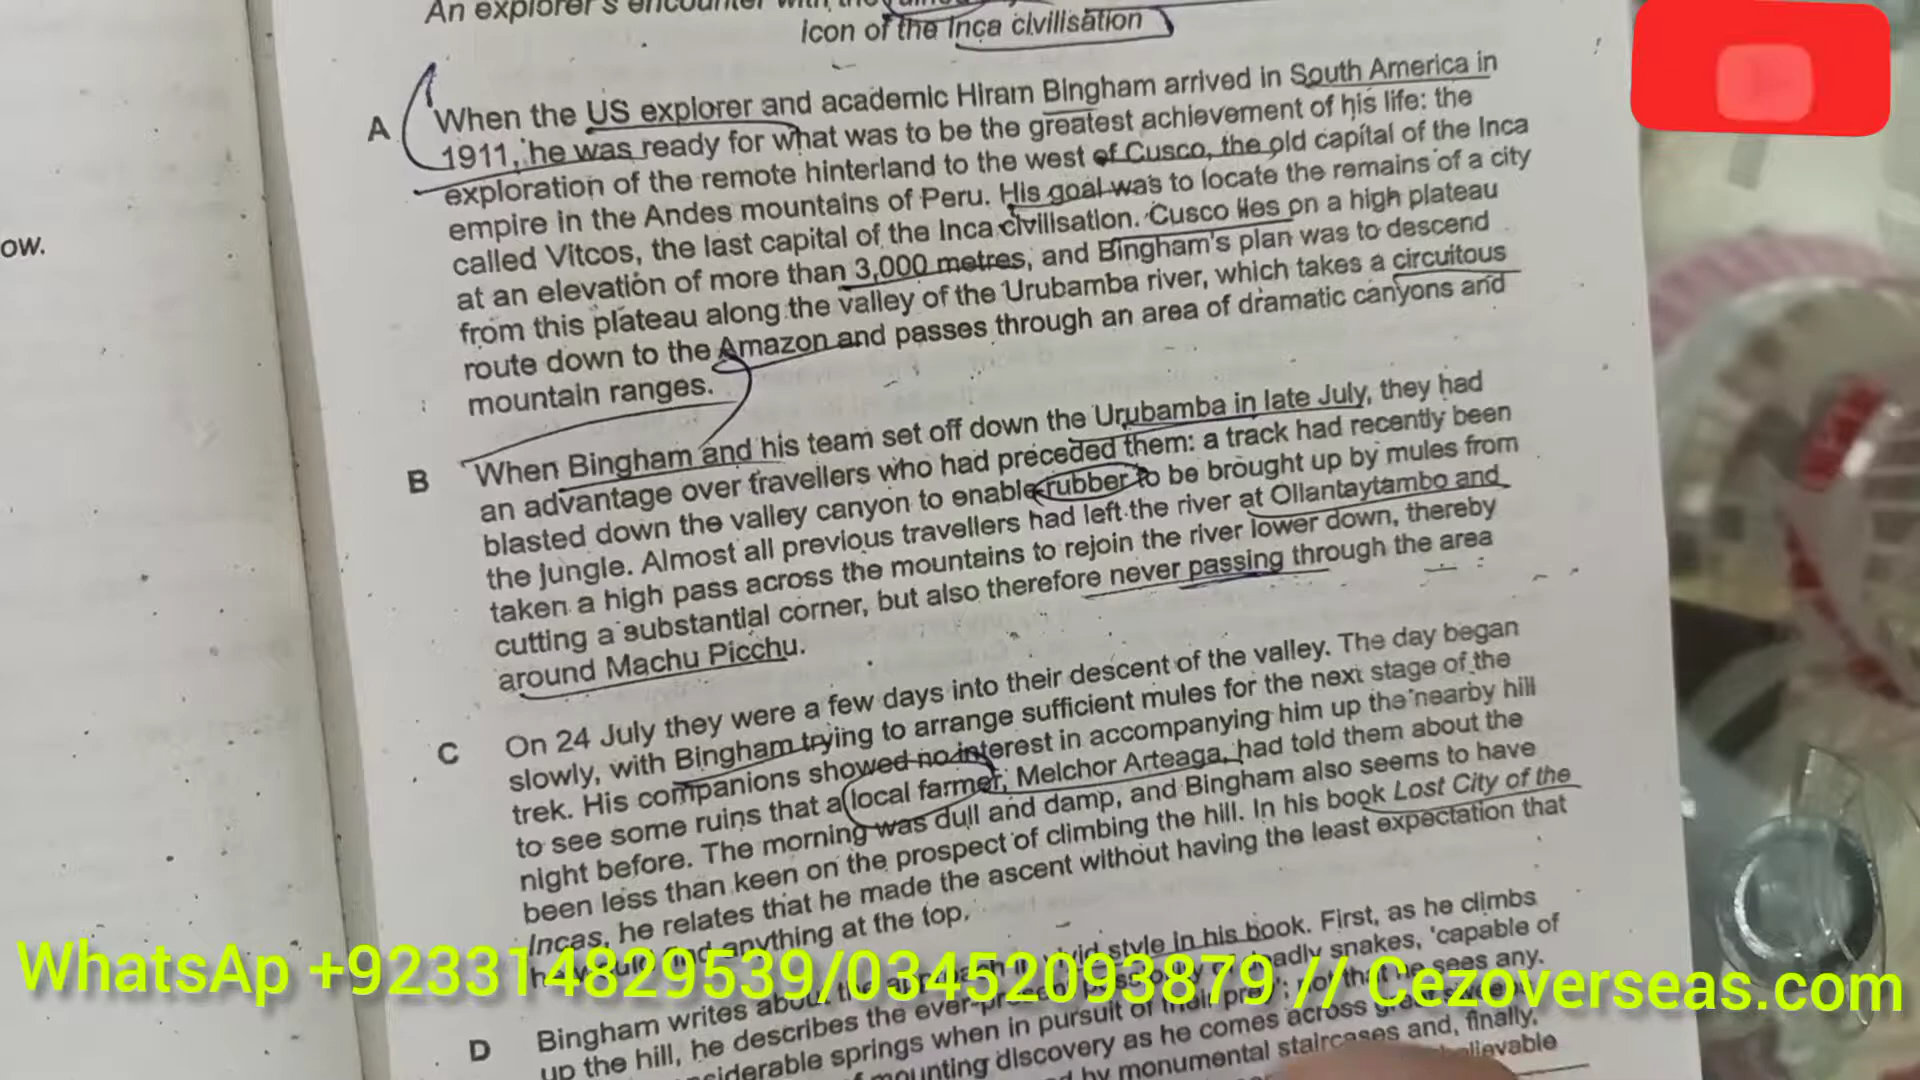 An explorer's encounter with the
icon of the Inca civilisation
A When the US explorer and academic Hiram Bingham arrived in South America in
1911, he was ready for what was to be the greatest achievement of his life: the
exploration of the remote hinterland to the west of Cusco, the old capital of the Inca
empire in the Andes mountains of Peru. His goal was to locate the remains of a city
called Vitcos, the last capital of the Inca civilisation. Cusco lies on a high plateau
at an elevation of more than 3,000 metres, and Bingham's plan was to descend
from this plateau along the valley of the Urubamba river, which takes a circuitous
route down to the Amazon and passes through an area of dramatic canyons and
mountain ranges.
ow.
B When Bingham and his team set off down the Urubamba in late July, they had
an advantage over travellers who had preceded them: a track had recently been
blasted down the valley canyon to enable rubber to be brought up by mules from
the jungle. Almost all previous travellers had left the river at Ollantaytambo and
taken a high pass across the mountains to rejoin the river lower down, thereby
cutting a substantial corner, but also therefore never passing through the area
around Machu Picchu.
C On 24 July they were a few days into their descent of the valley. The day began
slowly, with Bingham trying to arrange sufficient mules for the next stage of the
trek. His companions showed no interest in accompanying him up the nearby hill
to see some ruins that a local farmer, Melchor Arteaga, had told them about the
night before. The morning was dull and damp, and Bingham also seems to have
been less than keen on the prospect of climbing the hill. In his book Lost City of the
Incas, he relates that he made the ascent without having the least expectation that
he would find anything at the top.
WhatsAp +923314829539/03452093879 // Cezoverseas.com
D Bingham writes about the approach in vivid style in his book. First, as he climbs
up the hill, he describes the ever-present possibility of deadly snakes, 'capable of
considerable springs when in pursuit of their prey'; not that he sees any.
mounting discovery as he comes across great
by monumental staircases and, finally,